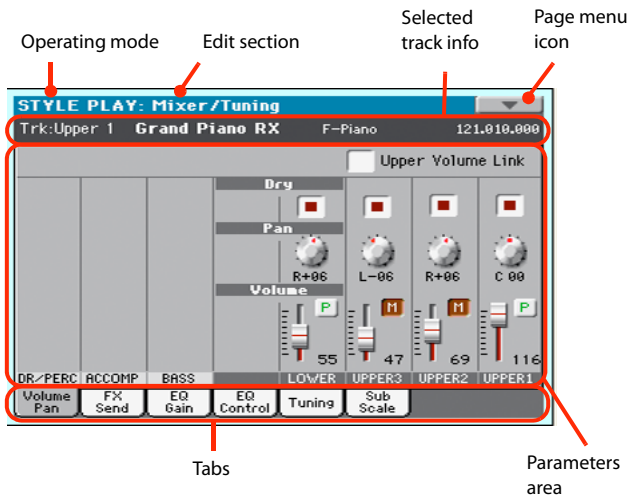 Operating mode
Edit section
Selected
track info
Page menu
icon
STYLE PLAY: Mixer/Tuning
Trk:Upper 1 Grand Piano RX F-Piano 121.010.000
Upper Volume Link
Dry
Pan
R+06 L-06 R+06 C 00
Volume
P M M P
55 47 69 116
DR/PERC ACCOMP BASS LOWER UPPER3 UPPER2 UPPER1
Volume
Pan
FX
Send
EQ
Gain
EQ
Control
Tuning
Sub
Scale
Tabs
Parameters
area